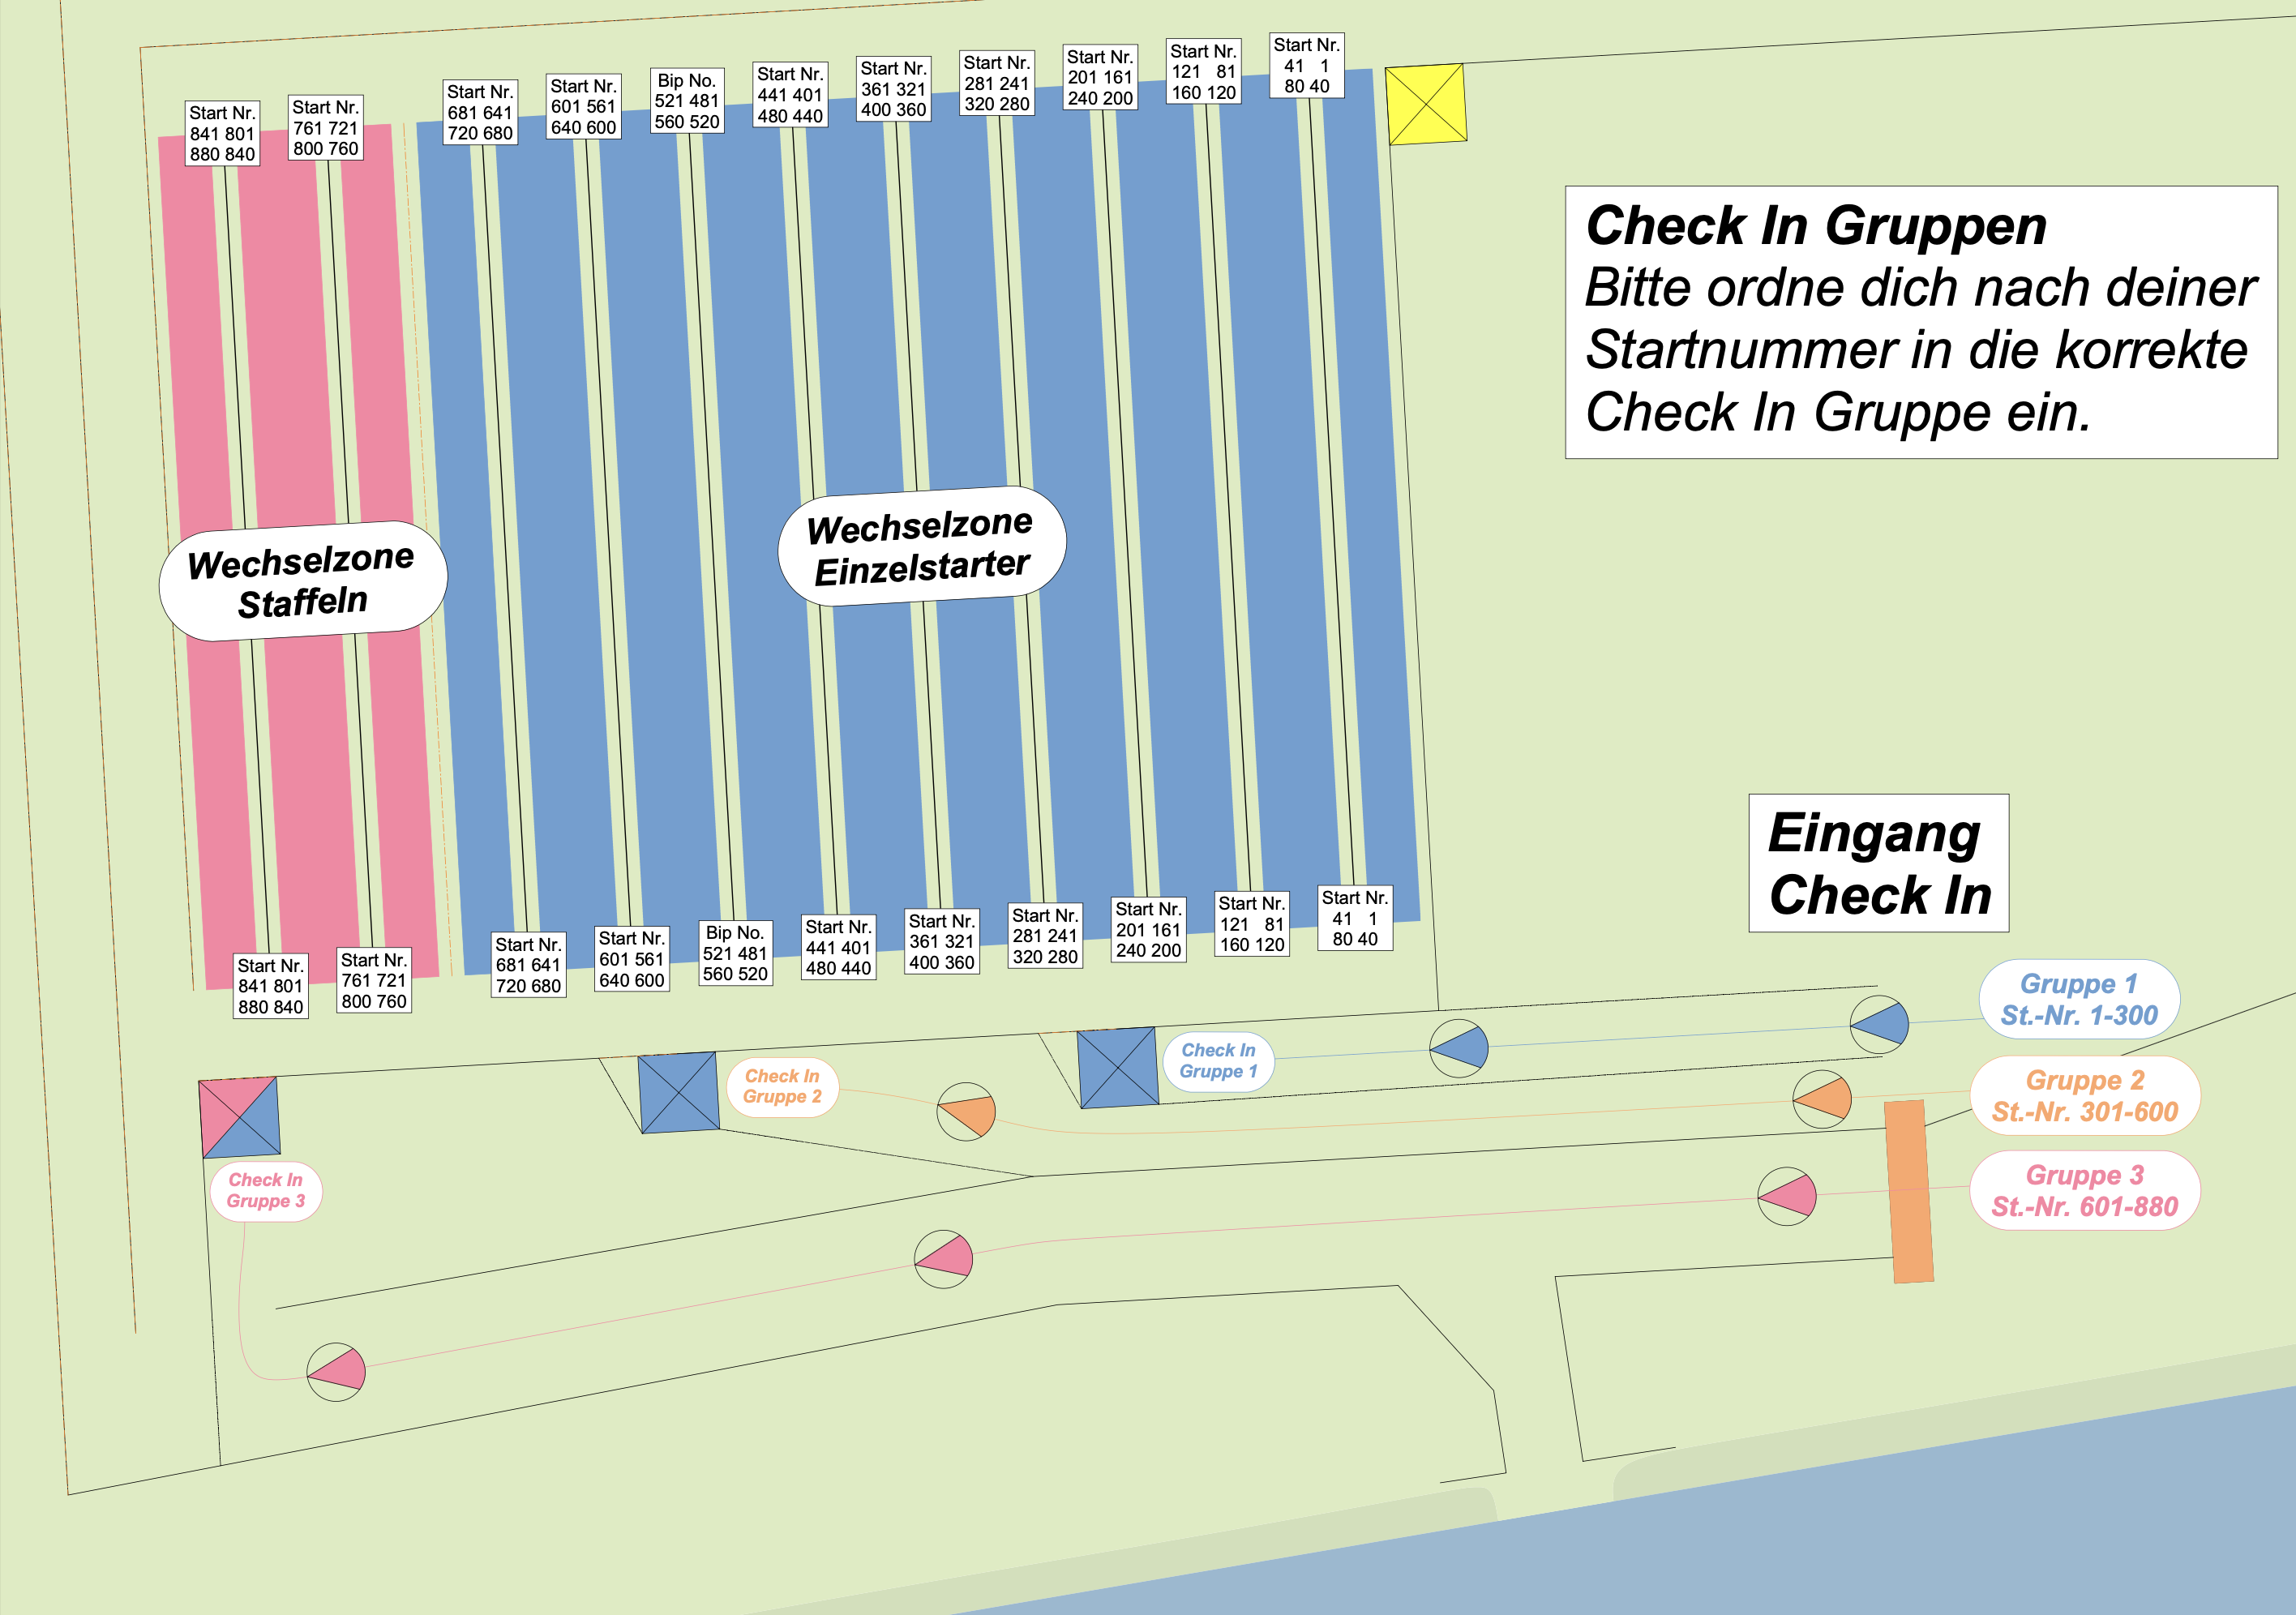 Start Nr.
841 801
880 840
Start Nr.
761 721
800 760
Start Nr.
681 641
720 680
Start Nr.
601 561
640 600
Bip No.
521 481
560 520
Start Nr.
441 401
480 440
Start Nr.
361 321
400 360
Start Nr.
281 241
320 280
Start Nr.
201 161
240 200
Start Nr.
121 81
160 120
Start Nr.
41 1
80 40
Check In Gruppen
Bitte ordne dich nach deiner
Startnummer in die korrekte
Check In Gruppe ein.
Wechselzone
Staffeln
Wechselzone
Einzelstarter
Eingang
Check In
Start Nr.
841 801
880 840
Start Nr.
761 721
800 760
Start Nr.
681 641
720 680
Start Nr.
601 561
640 600
Bip No.
521 481
560 520
Start Nr.
441 401
480 440
Start Nr.
361 321
400 360
Start Nr.
281 241
320 280
Start Nr.
201 161
240 200
Start Nr.
121 81
160 120
Start Nr.
41 1
80 40
Gruppe 1
St.-Nr. 1-300
Check In
Gruppe 1
Check In
Gruppe 2
Gruppe 2
St.-Nr. 301-600
Check In
Gruppe 3
Gruppe 3
St.-Nr. 601-880